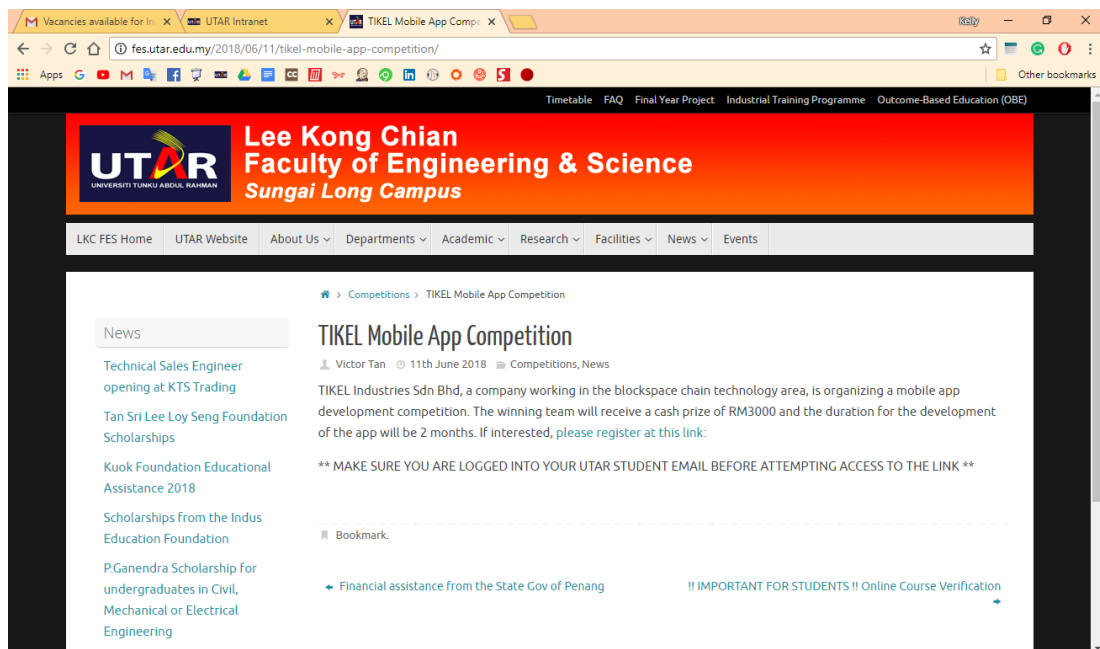 Vacancies available for In
UTAR Intranet
TIKEL Mobile App Compe
Kelly
fes.utar.edu.my/2018/06/11/tikel-mobile-app-competition/
Apps
Other bookmarks
Timetable FAQ Final Year Project Industrial Training Programme Outcome-Based Education (OBE)
UTAR
UNIVERSITI TUNKU ABDUL RAHMAN
Lee Kong Chian
Faculty of Engineering & Science
Sungai Long Campus
LKC FES Home UTAR Website About Us Departments Academic Research Facilities News Events
Competitions > TIKEL Mobile App Competition
News
Technical Sales Engineer
opening at KTS Trading
Tan Sri Lee Loy Seng Foundation
Scholarships
Kuok Foundation Educational
Assistance 2018
Scholarships from the Indus
Education Foundation
P.Ganendra Scholarship for
undergraduates in Civil,
Mechanical or Electrical
Engineering
TIKEL Mobile App Competition
Victor Tan 11th June 2018 Competitions, News
TIKEL Industries Sdn Bhd, a company working in the blockspace chain technology area, is organizing a mobile app
development competition. The winning team will receive a cash prize of RM3000 and the duration for the development
of the app will be 2 months. If interested, please register at this link:
** MAKE SURE YOU ARE LOGGED INTO YOUR UTAR STUDENT EMAIL BEFORE ATTEMPTING ACCESS TO THE LINK **
Bookmark.
Financial assistance from the State Gov of Penang
!! IMPORTANT FOR STUDENTS !! Online Course Verification